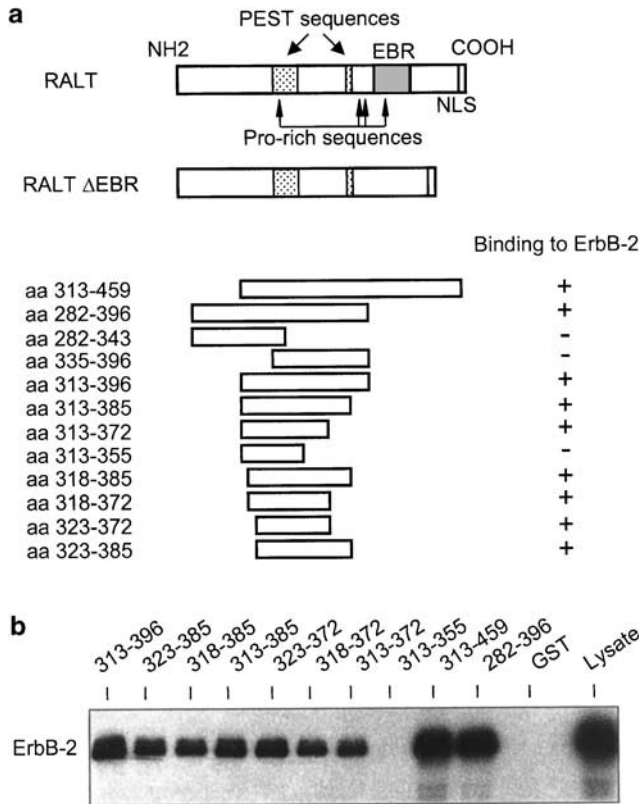 a
PEST sequences
NH2 EBR COOH
RALT
NLS
Pro-rich sequences
RALT ΔEBR
Binding to ErbB-2
aa 313-459 +
aa 282-396 +
aa 282-343 -
aa 335-396 -
aa 313-396 +
aa 313-385 +
aa 313-372 +
aa 313-355 -
aa 318-385 +
aa 318-372 +
aa 323-372 +
aa 323-385 +
b
313-396 323-385 318-385 313-385 323-372 318-372 313-372 313-355 313-459 282-396 GST Lysate
ErbB-2